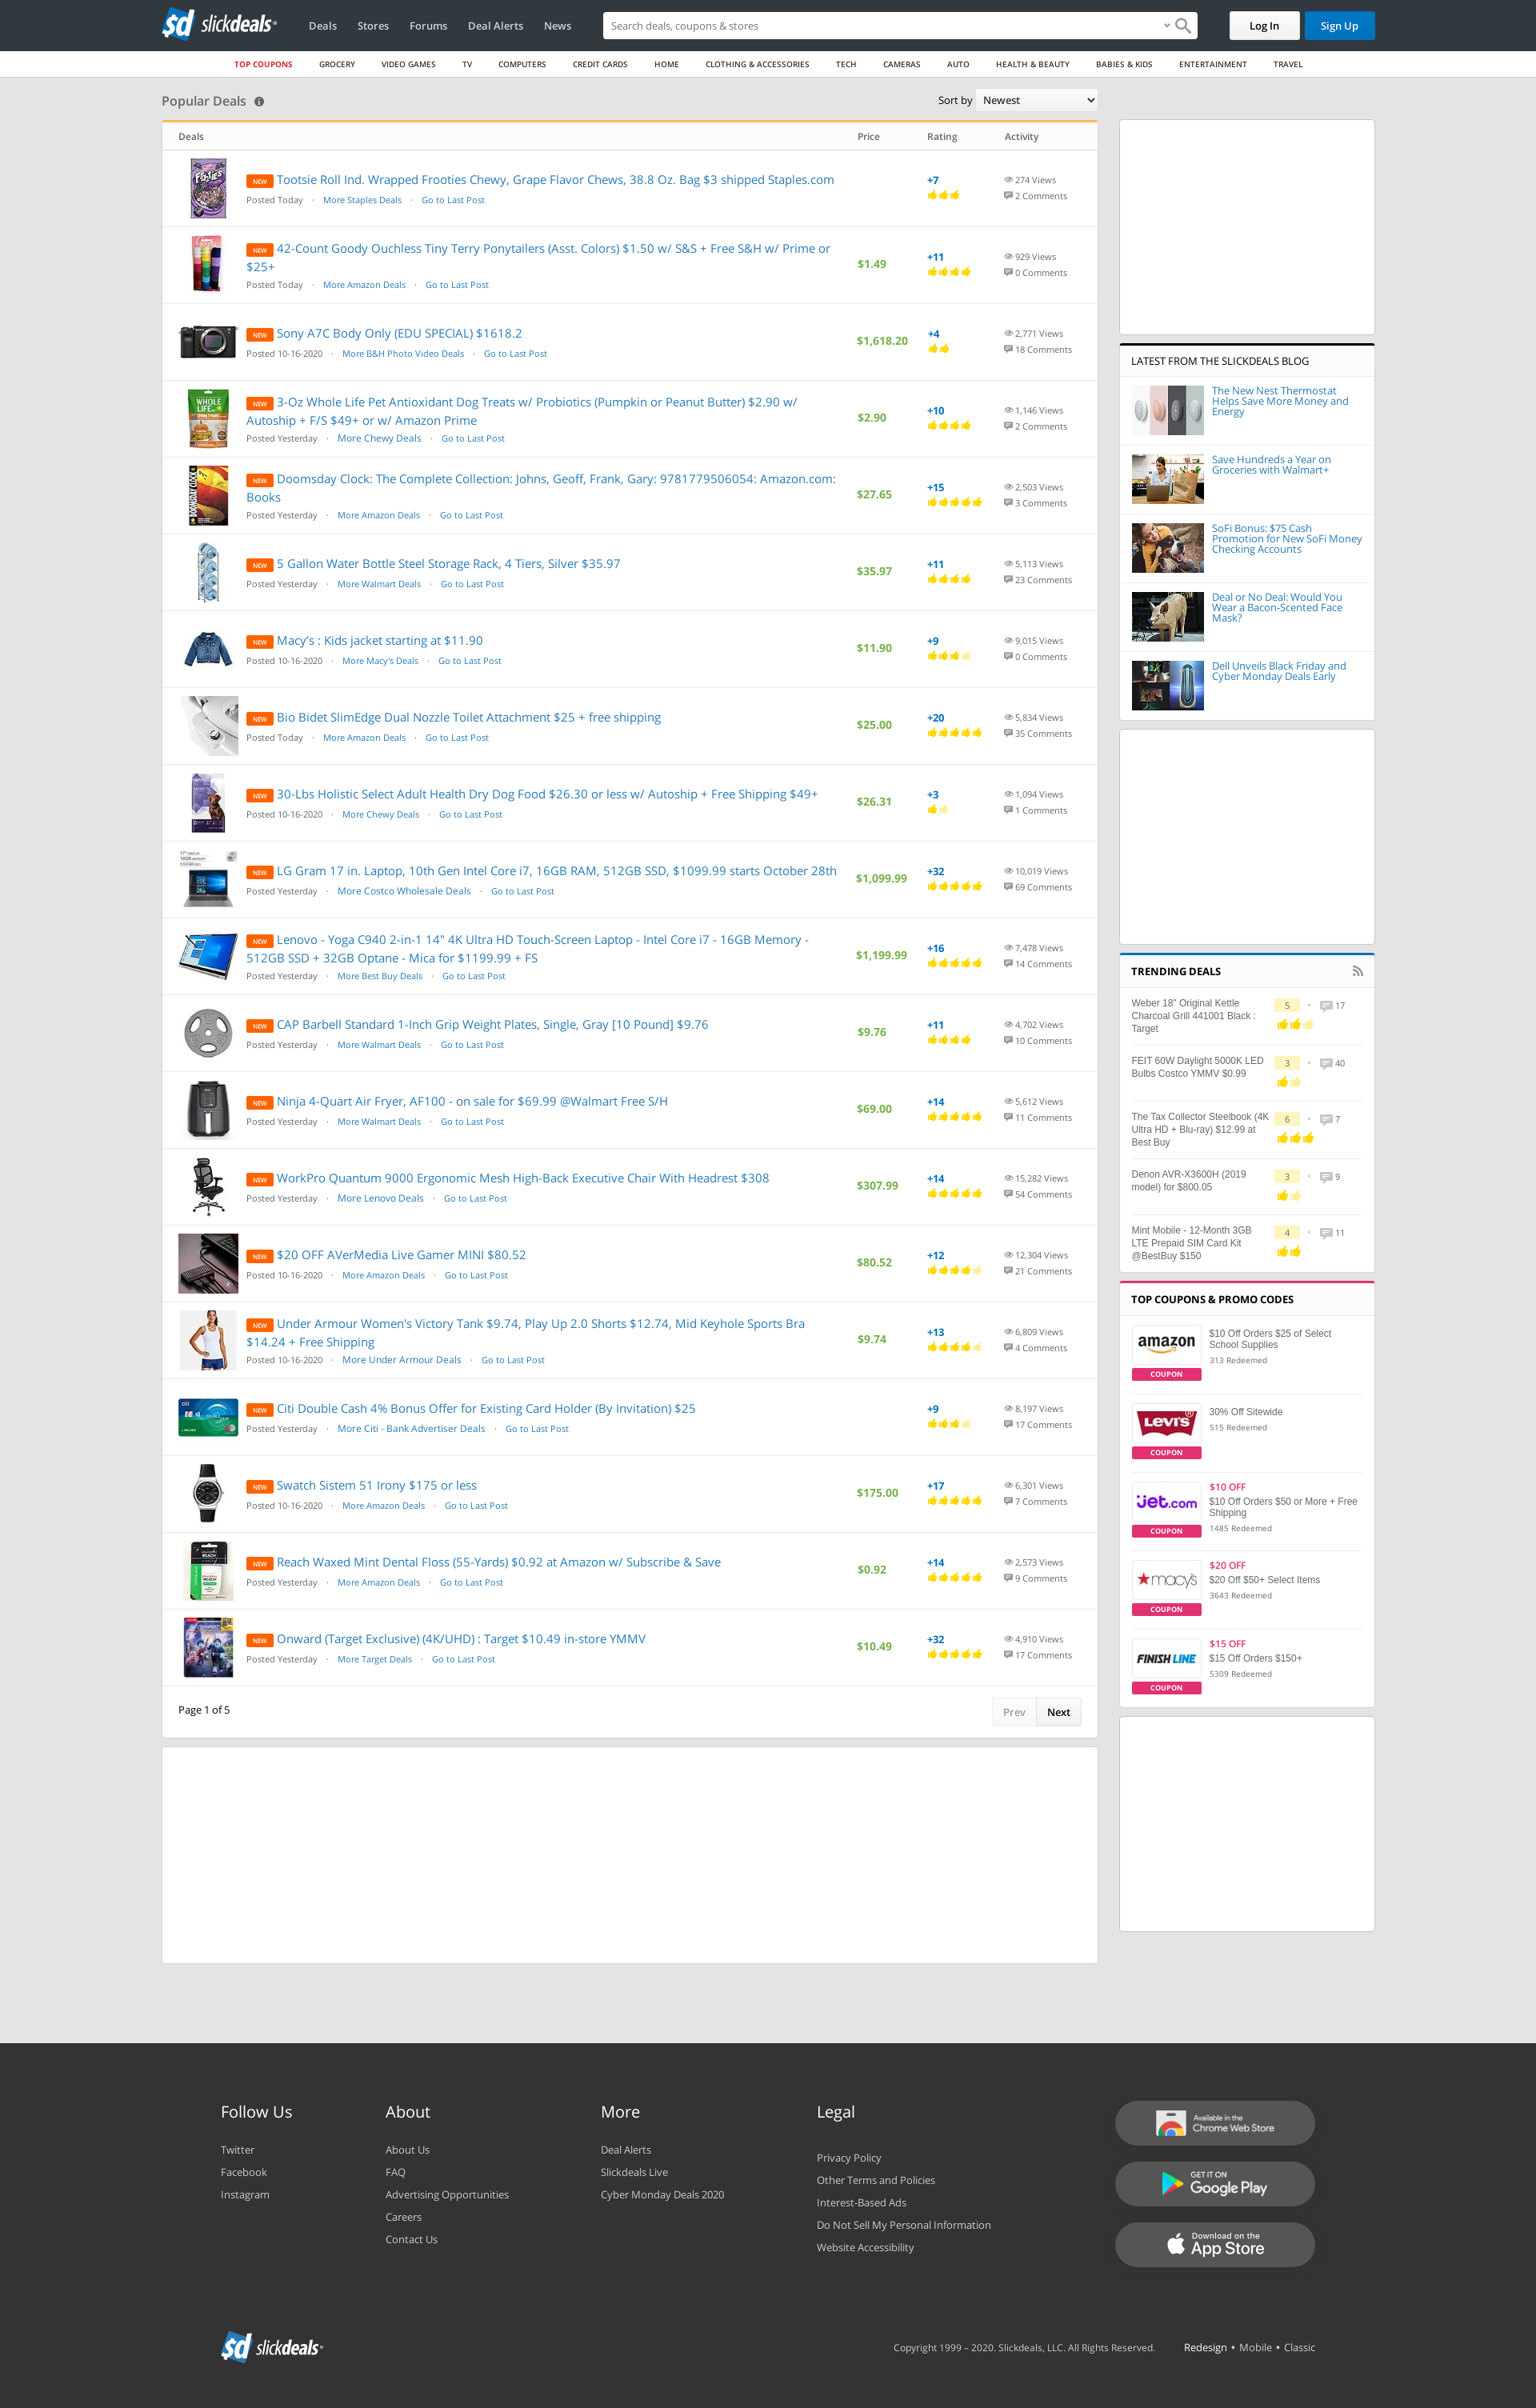 slickdeals
Deals
Stores
Forums
Deal Alerts
News
Search deals, coupons & stores
Log In
Sign Up
TOP COUPONS
GROCERY
VIDEO GAMES
TV
COMPUTERS
CREDIT CARDS
HOME
CLOTHING & ACCESSORIES
TECH
CAMERAS
AUTO
HEALTH & BEAUTY
BABIES & KIDS
ENTERTAINMENT
TRAVEL
Popular Deals
Sort by Newest
Deals Price Rating Activity
NEW Tootsie Roll Ind. Wrapped Frooties Chewy, Grape Flavor Chews, 38.8 Oz. Bag $3 shipped Staples.com
Posted Today · More Staples Deals · Go to Last Post
+7
274 Views
2 Comments
NEW 42-Count Goody Ouchless Tiny Terry Ponytailers (Asst. Colors) $1.50 w/ S&S + Free S&H w/ Prime or
$25+
Posted Today · More Amazon Deals · Go to Last Post
$1.49
+11
929 Views
0 Comments
NEW Sony A7C Body Only (EDU SPECIAL) $1618.2
Posted 10-16-2020 · More B&H Photo Video Deals · Go to Last Post
$1,618.20
+4
2,771 Views
18 Comments
NEW 3-Oz Whole Life Pet Antioxidant Dog Treats w/ Probiotics (Pumpkin or Peanut Butter) $2.90 w/
Autoship + F/S $49+ or w/ Amazon Prime
Posted Yesterday · More Chewy Deals · Go to Last Post
$2.90
+10
1,146 Views
2 Comments
NEW Doomsday Clock: The Complete Collection: Johns, Geoff, Frank, Gary: 9781779506054: Amazon.com:
Books
Posted Yesterday · More Amazon Deals · Go to Last Post
$27.65
+15
2,503 Views
3 Comments
NEW 5 Gallon Water Bottle Steel Storage Rack, 4 Tiers, Silver $35.97
Posted Yesterday · More Walmart Deals · Go to Last Post
$35.97
+11
5,113 Views
23 Comments
NEW Macy's : Kids jacket starting at $11.90
Posted 10-16-2020 · More Macy's Deals · Go to Last Post
$11.90
+9
9,015 Views
0 Comments
NEW Bio Bidet SlimEdge Dual Nozzle Toilet Attachment $25 + free shipping
Posted Today · More Amazon Deals · Go to Last Post
$25.00
+20
5,834 Views
35 Comments
NEW 30-Lbs Holistic Select Adult Health Dry Dog Food $26.30 or less w/ Autoship + Free Shipping $49+
Posted 10-16-2020 · More Chewy Deals · Go to Last Post
$26.31
+3
1,094 Views
1 Comments
NEW LG Gram 17 in. Laptop, 10th Gen Intel Core i7, 16GB RAM, 512GB SSD, $1099.99 starts October 28th
Posted Yesterday · More Costco Wholesale Deals · Go to Last Post
$1,099.99
+32
10,019 Views
69 Comments
NEW Lenovo - Yoga C940 2-in-1 14" 4K Ultra HD Touch-Screen Laptop - Intel Core i7 - 16GB Memory -
512GB SSD + 32GB Optane - Mica for $1199.99 + FS
Posted Yesterday · More Best Buy Deals · Go to Last Post
$1,199.99
+16
7,478 Views
14 Comments
NEW CAP Barbell Standard 1-Inch Grip Weight Plates, Single, Gray [10 Pound] $9.76
Posted Yesterday · More Walmart Deals · Go to Last Post
$9.76
+11
4,702 Views
10 Comments
NEW Ninja 4-Quart Air Fryer, AF100 - on sale for $69.99 @Walmart Free S/H
Posted Yesterday · More Walmart Deals · Go to Last Post
$69.00
+14
5,612 Views
11 Comments
NEW WorkPro Quantum 9000 Ergonomic Mesh High-Back Executive Chair With Headrest $308
Posted Yesterday · More Lenovo Deals · Go to Last Post
$307.99
+14
15,282 Views
54 Comments
NEW $20 OFF AVerMedia Live Gamer MINI $80.52
Posted 10-16-2020 · More Amazon Deals · Go to Last Post
$80.52
+12
12,304 Views
21 Comments
NEW Under Armour Women's Victory Tank $9.74, Play Up 2.0 Shorts $12.74, Mid Keyhole Sports Bra
$14.24 + Free Shipping
Posted 10-16-2020 · More Under Armour Deals · Go to Last Post
$9.74
+13
6,809 Views
4 Comments
NEW Citi Double Cash 4% Bonus Offer for Existing Card Holder (By Invitation) $25
Posted Yesterday · More Citi - Bank Advertiser Deals · Go to Last Post
+9
8,197 Views
17 Comments
NEW Swatch Sistem 51 Irony $175 or less
Posted 10-16-2020 · More Amazon Deals · Go to Last Post
$175.00
+17
6,301 Views
7 Comments
NEW Reach Waxed Mint Dental Floss (55-Yards) $0.92 at Amazon w/ Subscribe & Save
Posted Yesterday · More Amazon Deals · Go to Last Post
$0.92
+14
2,573 Views
9 Comments
NEW Onward (Target Exclusive) (4K/UHD) : Target $10.49 in-store YMMV
Posted Yesterday · More Target Deals · Go to Last Post
$10.49
+32
4,910 Views
17 Comments
Page 1 of 5
Prev
Next
LATEST FROM THE SLICKDEALS BLOG
The New Nest Thermostat
Helps Save More Money and
Energy
Save Hundreds a Year on
Groceries with Walmart+
SoFi Bonus: $75 Cash
Promotion for New SoFi Money
Checking Accounts
Deal or No Deal: Would You
Wear a Bacon-Scented Face
Mask?
Dell Unveils Black Friday and
Cyber Monday Deals Early
TRENDING DEALS
Weber 18" Original Kettle
Charcoal Grill 441001 Black :
Target
5 • 17
FEIT 60W Daylight 5000K LED
Bulbs Costco YMMV $0.99
3 • 40
The Tax Collector Steelbook (4K
Ultra HD + Blu-ray) $12.99 at
Best Buy
6 • 7
Denon AVR-X3600H (2019
model) for $800.05
3 • 9
Mint Mobile - 12-Month 3GB
LTE Prepaid SIM Card Kit
@BestBuy $150
4 • 11
TOP COUPONS & PROMO CODES
amazon
COUPON
$10 Off Orders $25 of Select
School Supplies
313 Redeemed
LEVI'S
COUPON
30% Off Sitewide
515 Redeemed
Jet.com
COUPON
$10 OFF
$10 Off Orders $50 or More + Free
Shipping
1485 Redeemed
macy's
COUPON
$20 OFF
$20 Off $50+ Select Items
3643 Redeemed
FINISH LINE
COUPON
$15 OFF
$15 Off Orders $150+
5309 Redeemed
Follow Us
Twitter
Facebook
Instagram
About
About Us
FAQ
Advertising Opportunities
Careers
Contact Us
More
Deal Alerts
Slickdeals Live
Cyber Monday Deals 2020
Legal
Privacy Policy
Other Terms and Policies
Interest-Based Ads
Do Not Sell My Personal Information
Website Accessibility
Available in the
Chrome Web Store
GET IT ON
Google Play
Download on the
App Store
slickdeals
Copyright 1999 – 2020. Slickdeals, LLC. All Rights Reserved.
Redesign • Mobile • Classic